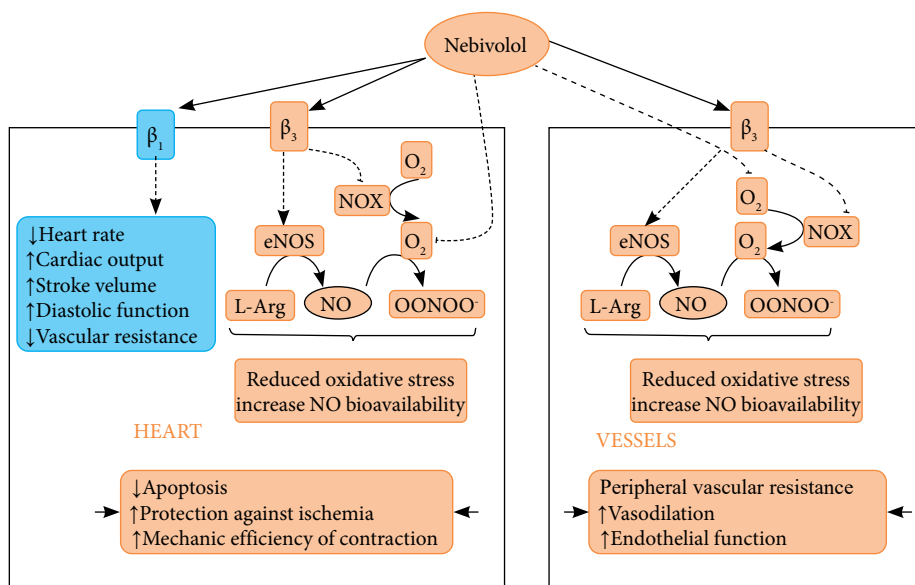 Nebivolol
β1
β3
O2
NOX
eNOS
O2
L-Arg
NO
OONOO-
↓Heart rate
↑Cardiac output
↑Stroke volume
↑Diastolic function
↓Vascular resistance
Reduced oxidative stress
increase NO bioavailability
HEART
↓Apoptosis
↑Protection against ischemia
↑Mechanic efficiency of contraction
β3
O2
NOX
eNOS
O2
L-Arg
NO
OONOO-
Reduced oxidative stress
increase NO bioavailability
VESSELS
Peripheral vascular resistance
↑Vasodilation
↑Endothelial function